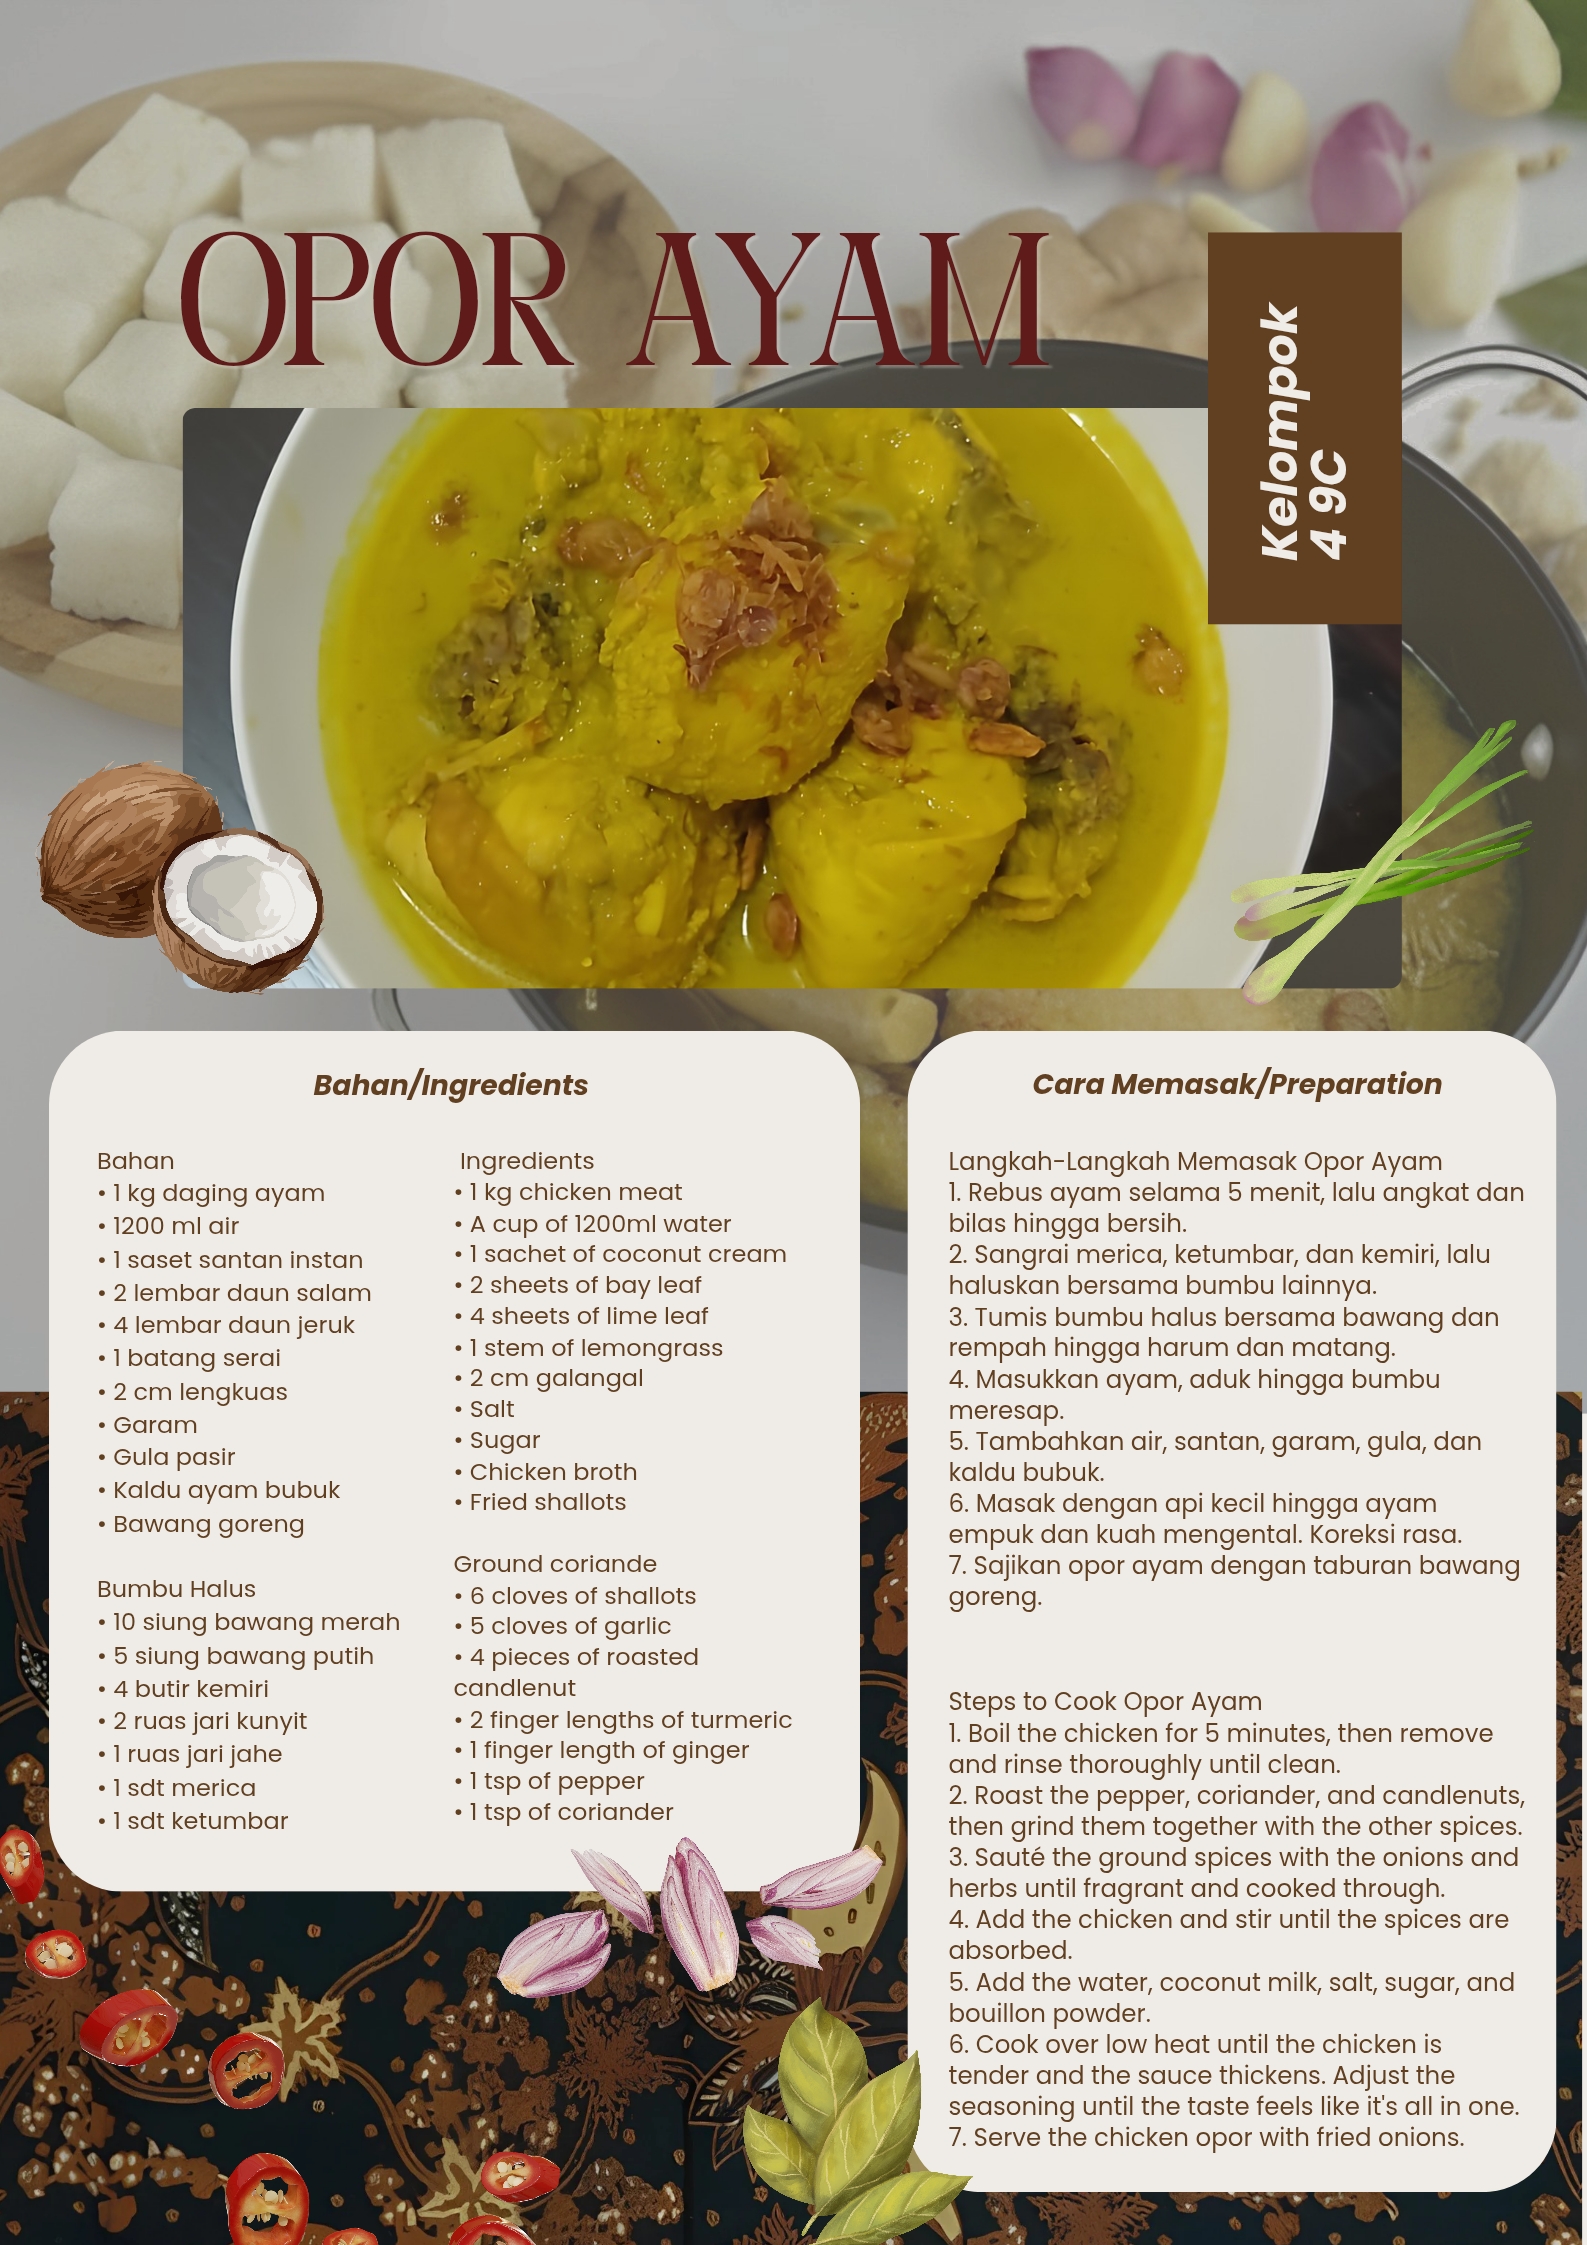 OPOR AYAM
Kelompok
4 9C
Bahan/Ingredients
Bahan
• 1 kg daging ayam
• 1200 ml air
• 1 saset santan instan
• 2 lembar daun salam
• 4 lembar daun jeruk
• 1 batang serai
• 2 cm lengkuas
• Garam
• Gula pasir
• Kaldu ayam bubuk
• Bawang goreng
Bumbu Halus
• 10 siung bawang merah
• 5 siung bawang putih
• 4 butir kemiri
• 2 ruas jari kunyit
• 1 ruas jari jahe
• 1 sdt merica
• 1 sdt ketumbar
Ingredients
• 1 kg chicken meat
• A cup of 1200ml water
• 1 sachet of coconut cream
• 2 sheets of bay leaf
• 4 sheets of lime leaf
• 1 stem of lemongrass
• 2 cm galangal
• Salt
• Sugar
• Chicken broth
• Fried shallots
Ground coriande
• 6 cloves of shallots
• 5 cloves of garlic
• 4 pieces of roasted
candlenut
• 2 finger lengths of turmeric
• 1 finger length of ginger
• 1 tsp of pepper
• 1 tsp of coriander
Cara Memasak/Preparation
Langkah-Langkah Memasak Opor Ayam
1. Rebus ayam selama 5 menit, lalu angkat dan
bilas hingga bersih.
2. Sangrai merica, ketumbar, dan kemiri, lalu
haluskan bersama bumbu lainnya.
3. Tumis bumbu halus bersama bawang dan
rempah hingga harum dan matang.
4. Masukkan ayam, aduk hingga bumbu
meresap.
5. Tambahkan air, santan, garam, gula, dan
kaldu bubuk.
6. Masak dengan api kecil hingga ayam
empuk dan kuah mengental. Koreksi rasa.
7. Sajikan opor ayam dengan taburan bawang
goreng.
Steps to Cook Opor Ayam
1. Boil the chicken for 5 minutes, then remove
and rinse thoroughly until clean.
2. Roast the pepper, coriander, and candlenuts,
then grind them together with the other spices.
3. Sauté the ground spices with the onions and
herbs until fragrant and cooked through.
4. Add the chicken and stir until the spices are
absorbed.
5. Add the water, coconut milk, salt, sugar, and
bouillon powder.
6. Cook over low heat until the chicken is
tender and the sauce thickens. Adjust the
seasoning until the taste feels like it's all in one.
7. Serve the chicken opor with fried onions.